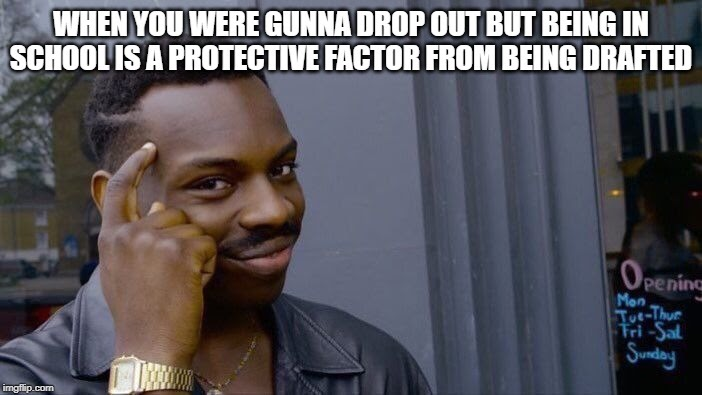 WHEN YOU WERE GUNNA DROP OUT BUT BEING IN
SCHOOL IS A PROTECTIVE FACTOR FROM BEING DRAFTED
Opening
Mon
Tue-Thur
Fri -Sat
Sunday
imgflip.com